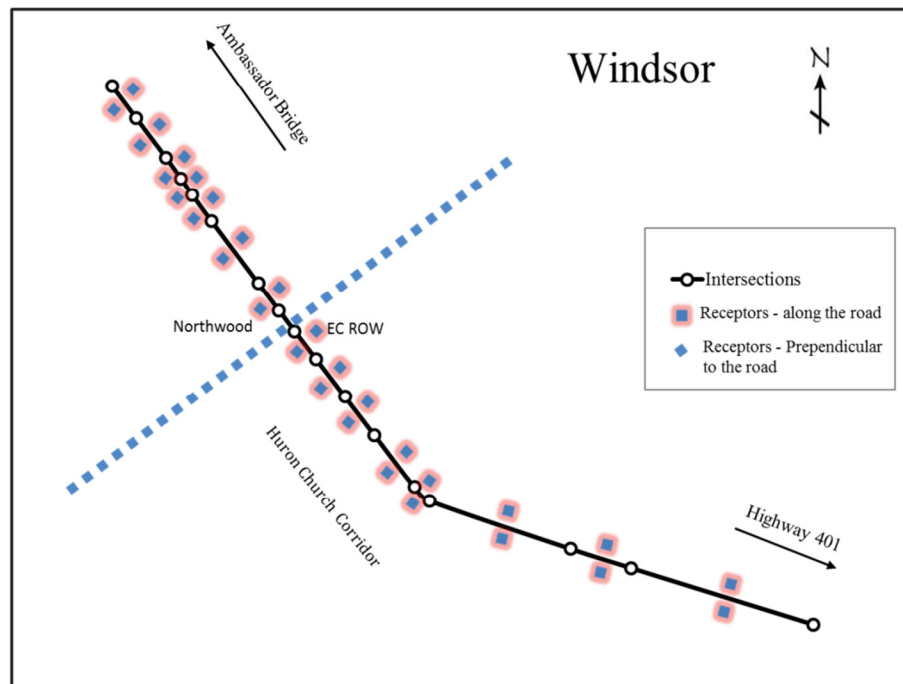 Windsor
N
Ambassador Bridge
Intersections
Receptors - along the road
Receptors - Prependicular
to the road
Northwood
EC ROW
Huron Church Corridor
Highway 401